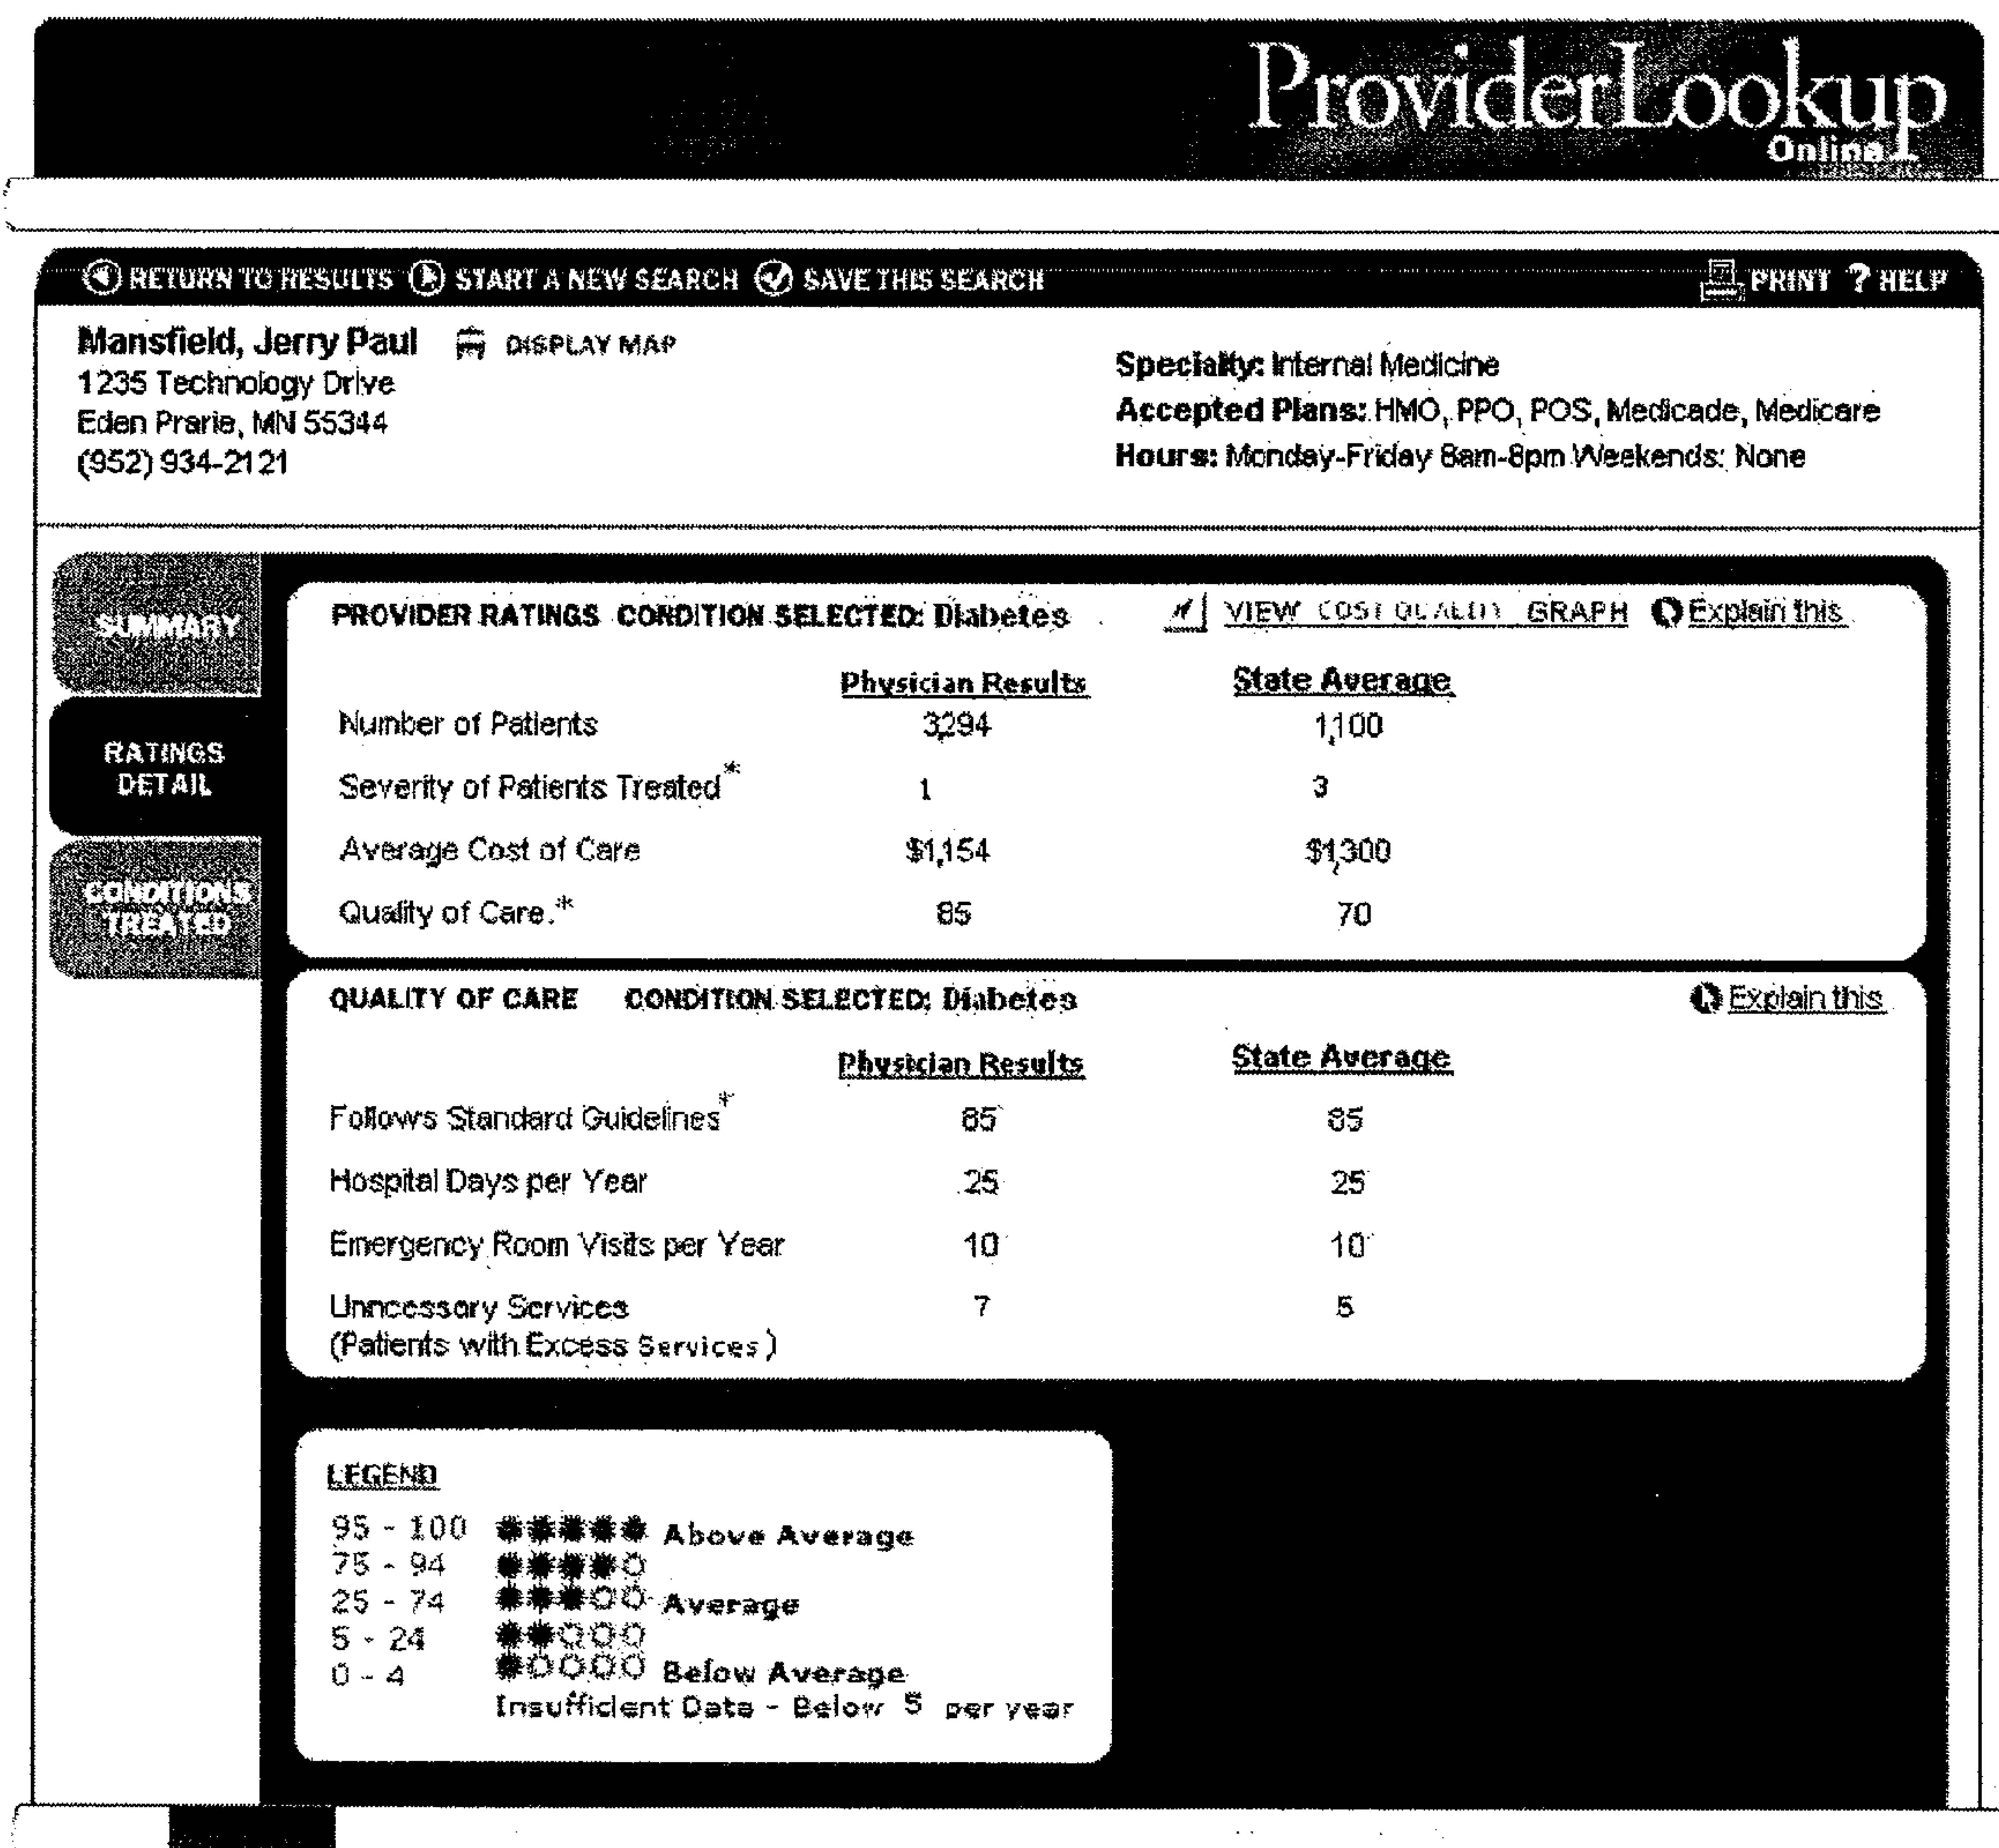 ProviderLookup
Online
RETURN TO RESULTS START A NEW SEARCH SAVE THIS SEARCH PRINT ? HELP
Mansfield, Jerry Paul DISPLAY MAP
1235 Technology Drive
Eden Prarie, MN 55344
(952) 934-2121
Specialty: Internal Medicine
Accepted Plans: HMO, PPO, POS, Medicade, Medicare
Hours: Monday-Friday 8am-8pm Weekends: None
SUMMARY
RATINGS
DETAIL
CONDITIONS
TREATED
PROVIDER RATINGS CONDITION SELECTED: Diabetes VIEW COST QUALITY GRAPH Explain this
Physician Results State Average
Number of Patients 3,294 1,100
Severity of Patients Treated* 1 3
Average Cost of Care $1,154 $1,300
Quality of Care.* 85 70
QUALITY OF CARE CONDITION SELECTED: Diabetes Explain this
Physician Results State Average
Follows Standard Guidelines* 85 85
Hospital Days per Year 25 25
Emergency Room Visits per Year 10 10
Unncessary Services 7 5
(Patients with Excess Services)
LEGEND
95 - 100 Above Average
75 - 94
25 - 74 Average
5 - 24
0 - 4 Below Average
Insufficient Data - Below 5 per year